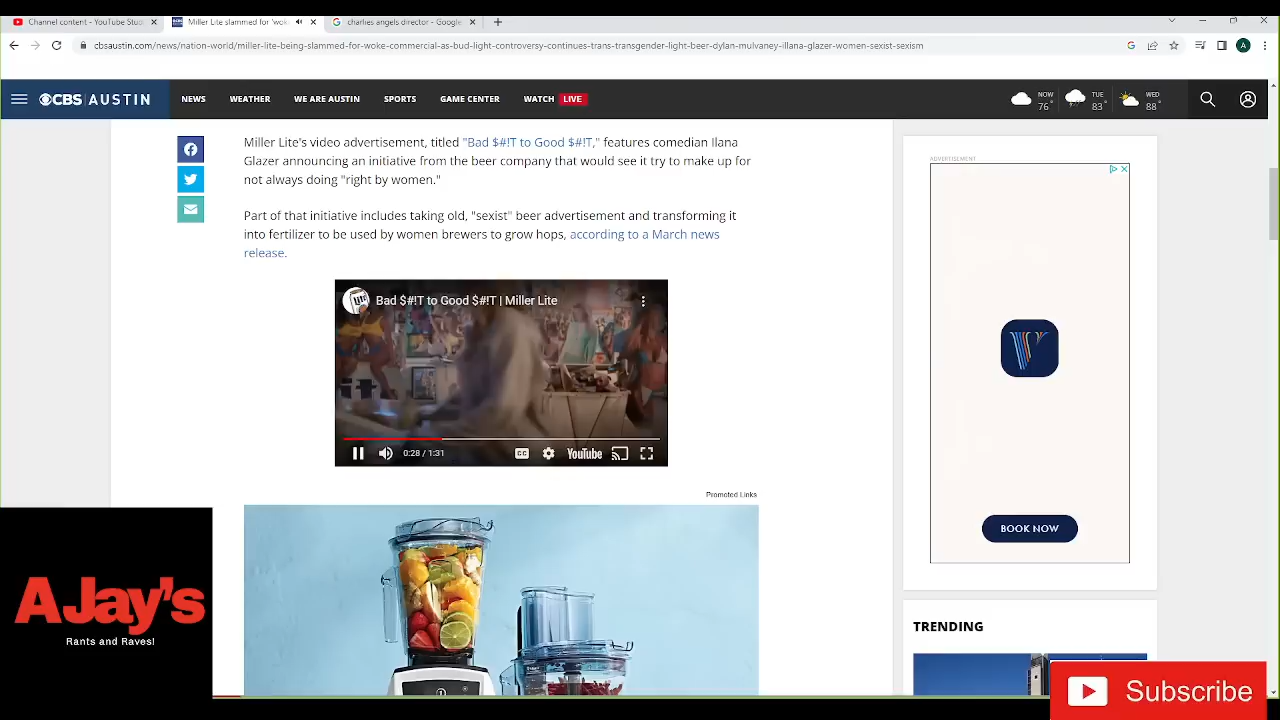 Channel content - YouTube Stud
Miller Lite slammed for 'wok
charlies angels director - Google
cbsaustin.com/news/nation-world/miller-lite-being-slammed-for-woke-commercial-as-bud-light-controversy-continues-trans-transgender-light-beer-dylan-mulvaney-illana-glazer-women-sexist-sexism
A
CBS AUSTIN
NEWS
WEATHER
WE ARE AUSTIN
SPORTS
GAME CENTER
WATCH LIVE
NOW
76°
TUE
83°
WED
88°
Miller Lite's video advertisement, titled "Bad $#!T to Good $#!T," features comedian Ilana
Glazer announcing an initiative from the beer company that would see it try to make up for
not always doing "right by women."
Part of that initiative includes taking old, "sexist" beer advertisement and transforming it
into fertilizer to be used by women brewers to grow hops, according to a March news
release.
Lite
Bad $#!T to Good $#!T | Miller Lite
0:28 / 1:31
CC
YouTube
Promoted Links
ADVERTISEMENT
BOOK NOW
TRENDING
AJay's
Rants and Raves!
Subscribe